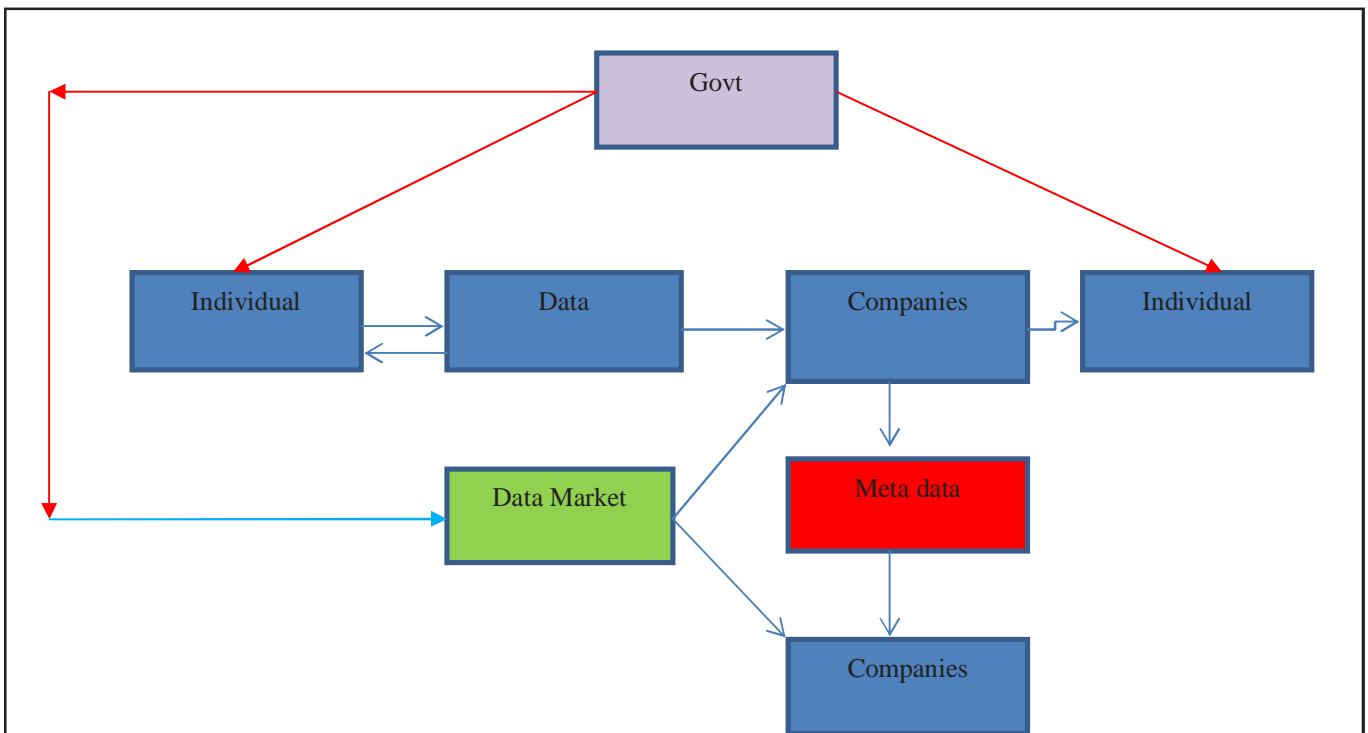 Govt
Individual
Data
Companies
Individual
Data Market
Meta data
Companies